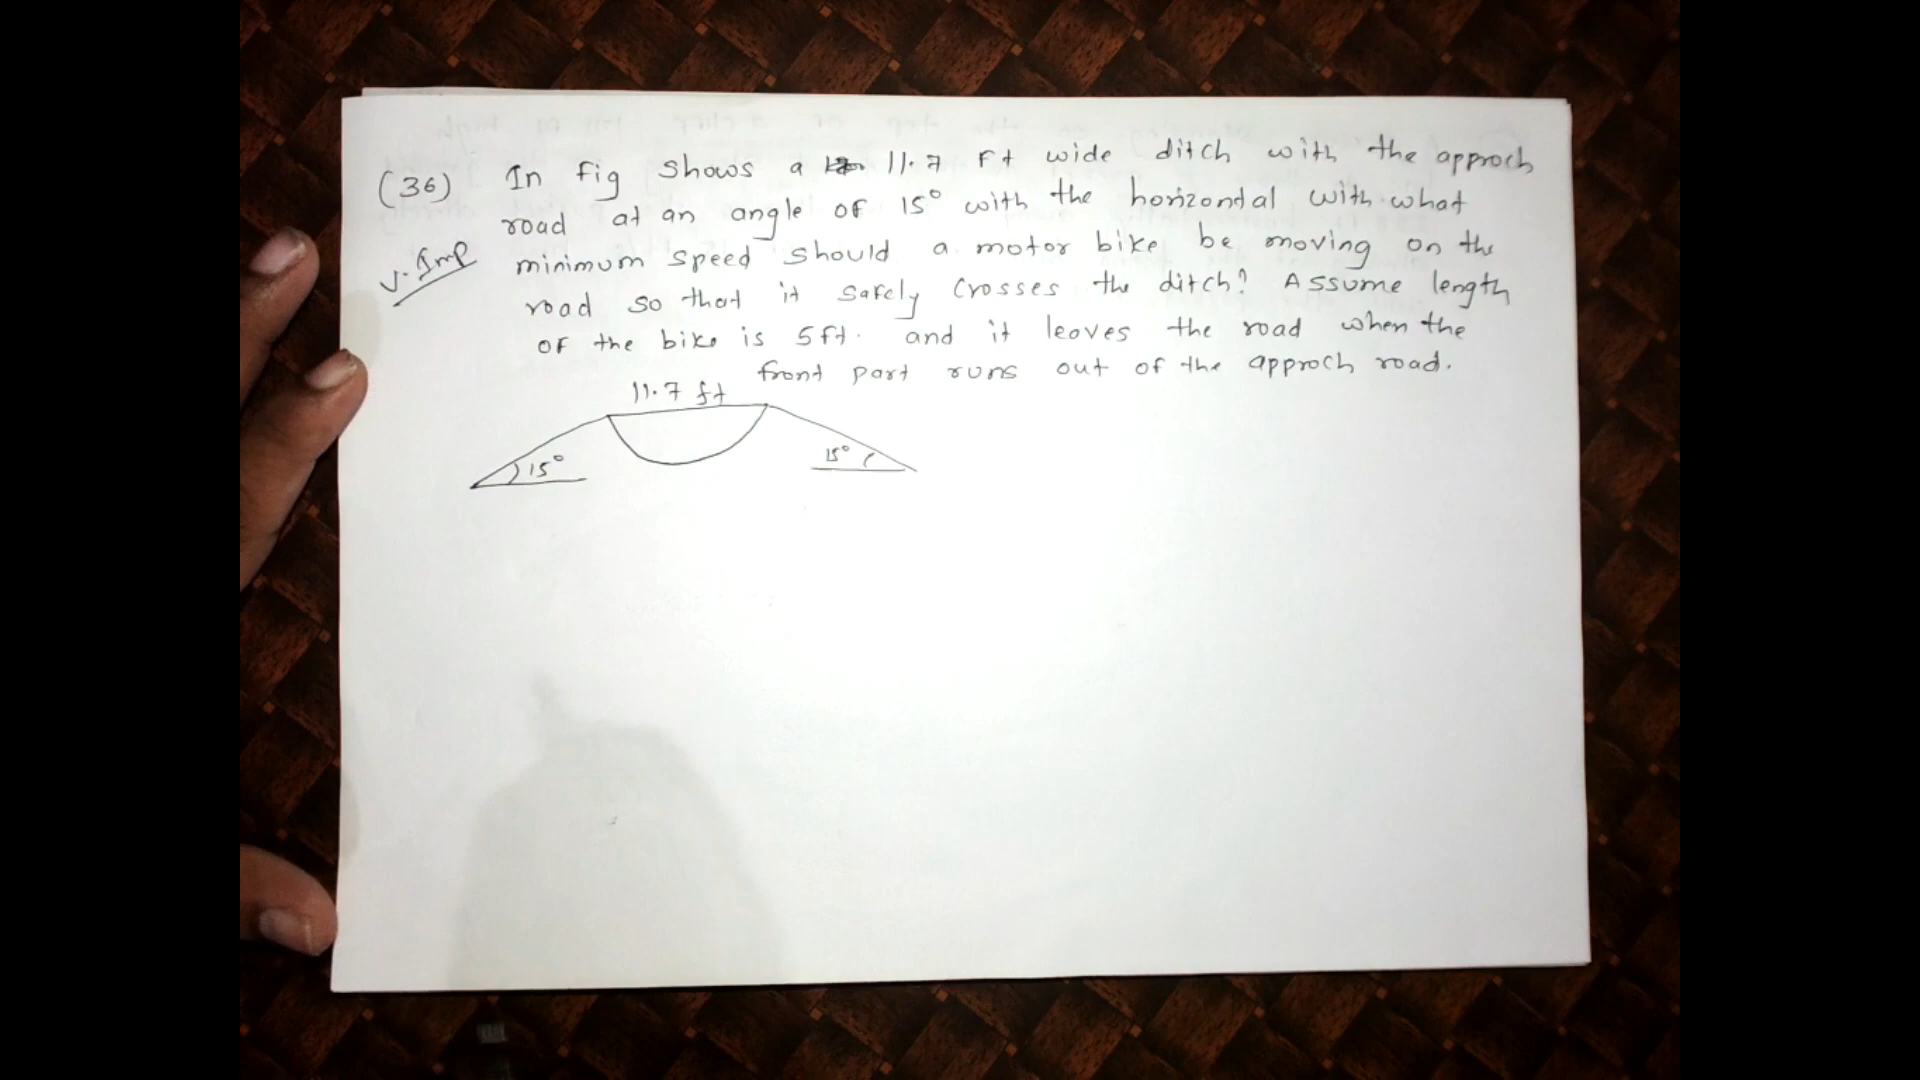 (36) In fig shows a 11.7 Ft wide ditch with the approch
road at an angle of 15° with the horizondal with what
V. Imp
minimum speed should a motor bike be moving on the
road so that it safely crosses the ditch? Assume length
of the bike is 5ft. and it leaves the road when the
front part runs out of the approch road.
11.7 ft
15°
15°